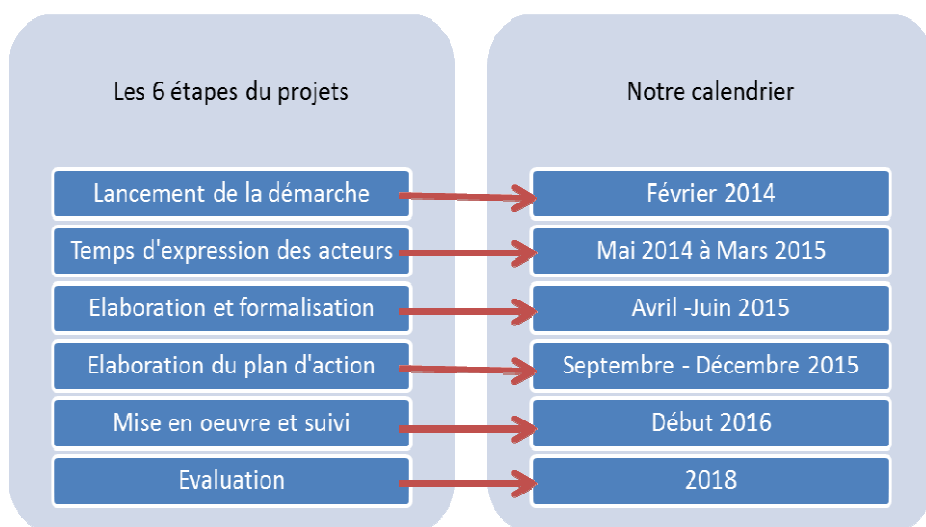 Les 6 étapes du projets
Notre calendrier
Lancement de la démarche
Février 2014
Temps d'expression des acteurs
Mai 2014 à Mars 2015
Elaboration et formalisation
Avril -Juin 2015
Elaboration du plan d'action
Septembre - Décembre 2015
Mise en oeuvre et suivi
Début 2016
Evaluation
2018